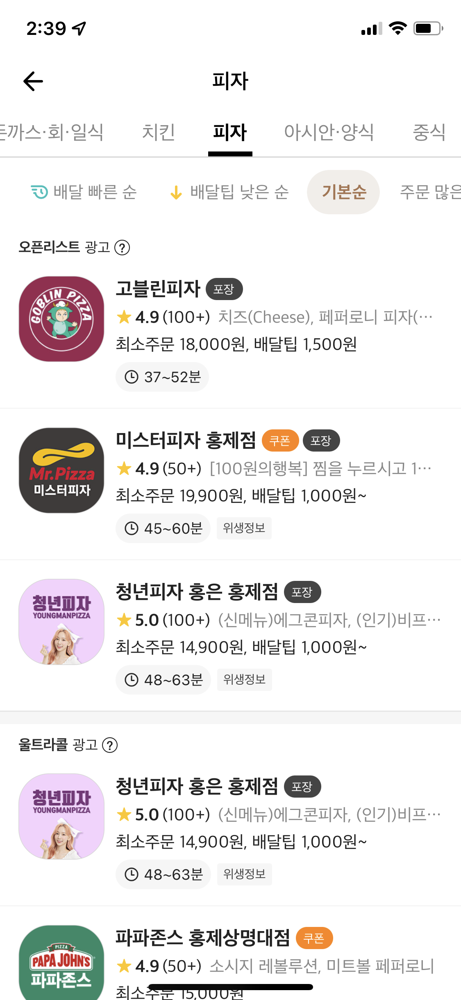 2:39
피자
돈까스·회·일식 치킨 피자 아시안·양식 중식
배달 빠른 순 배달팁 낮은 순 기본순 주문 많은
오픈리스트 광고 ?
GOBLIN PIZZA
고블린피자 포장
4.9 (100+) 치즈(Cheese), 페퍼로니 피자(…
최소주문 18,000원, 배달팁 1,500원
37~52분
Mr.Pizza
미스터피자
미스터피자 홍제점 쿠폰 포장
4.9 (50+) [100원의행복] 찜을 누르시고 1…
최소주문 19,900원, 배달팁 1,000원~
45~60분 위생정보
청년피자
YOUNGMANPIZZA
청년피자 홍은 홍제점 포장
5.0 (100+) (신메뉴)에그콘피자, (인기)비프…
최소주문 14,900원, 배달팁 1,000원~
48~63분 위생정보
울트라콜 광고 ?
청년피자
YOUNGMANPIZZA
청년피자 홍은 홍제점 포장
5.0 (100+) (신메뉴)에그콘피자, (인기)비프…
최소주문 14,900원, 배달팁 1,000원~
48~63분 위생정보
PIZZA
PAPA JOHN'S
파파존스
파파존스 홍제상명대점 쿠폰
4.9 (50+) 소시지 레볼루션, 미트볼 페퍼로니
최소주문 15,000원